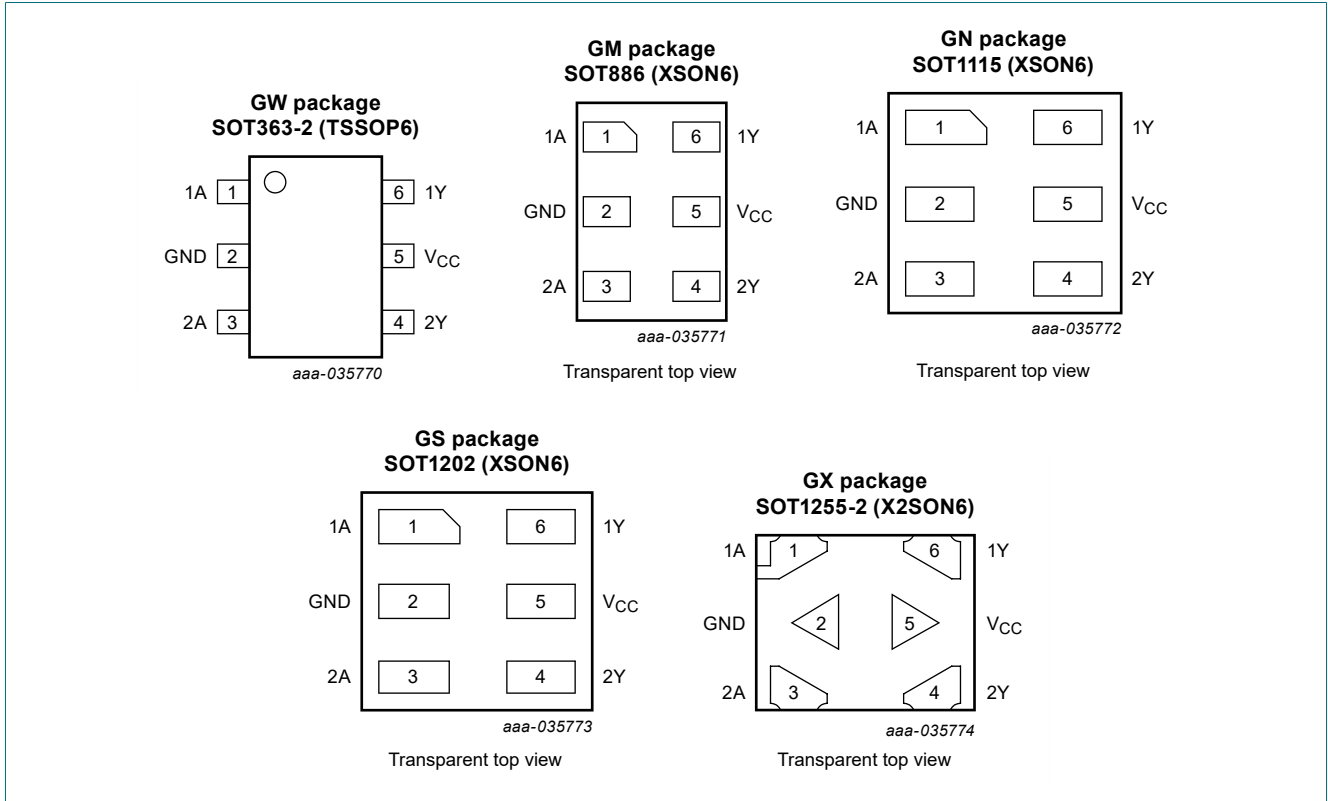 GW package
SOT363-2 (TSSOP6)
1A 1 6 1Y
GND 2 5 VCC
2A 3 4 2Y
aaa-035770
GM package
SOT886 (XSON6)
1A 1 6 1Y
GND 2 5 VCC
2A 3 4 2Y
aaa-035771
Transparent top view
GN package
SOT1115 (XSON6)
1A 1 6 1Y
GND 2 5 VCC
2A 3 4 2Y
aaa-035772
Transparent top view
GS package
SOT1202 (XSON6)
1A 1 6 1Y
GND 2 5 VCC
2A 3 4 2Y
aaa-035773
Transparent top view
GX package
SOT1255-2 (X2SON6)
1A 1 6 1Y
GND 2 5 VCC
2A 3 4 2Y
aaa-035774
Transparent top view